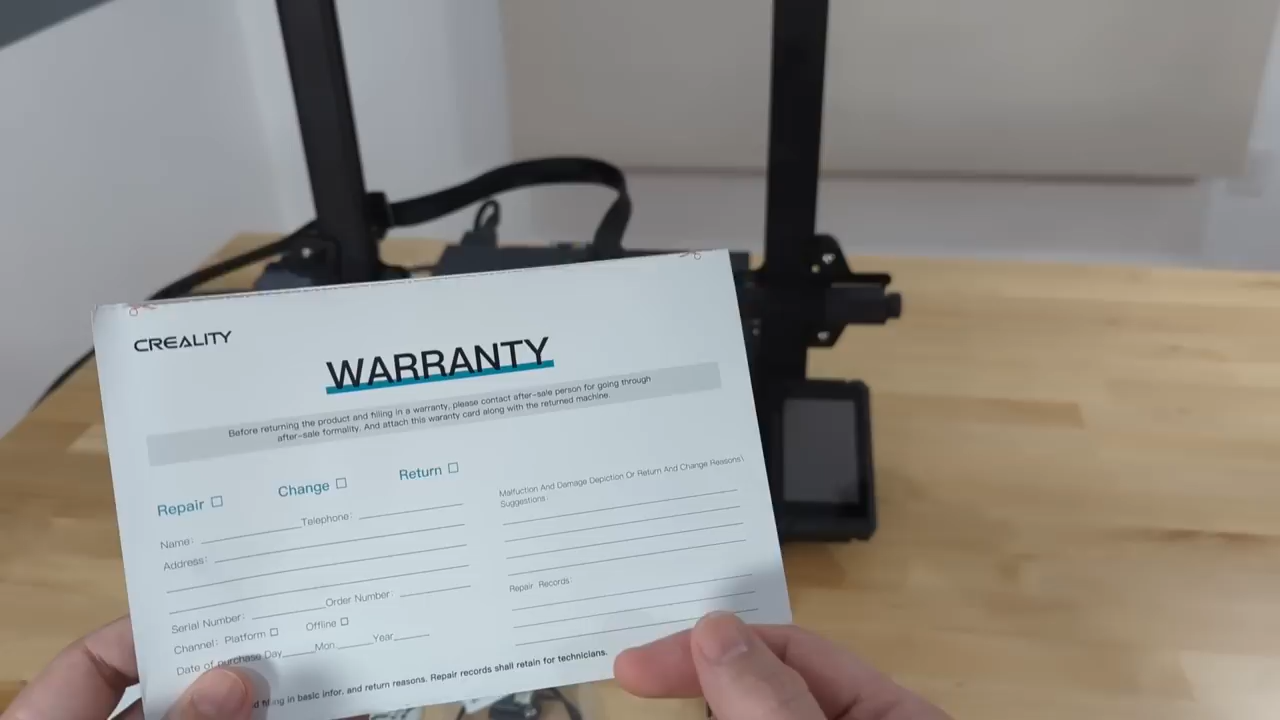 CREALITY
WARRANTY
Before returning the product and filling in a warranty, please contact after-sale person for going through
after-sale formality. And attach this waranty card along with the returned machine.
Repair □ Change □ Return □
Name: Telephone:
Address:
Serial Number: Order Number:
Channel: Platform □ Offline □
Date of purchase Day Mon. Year
Malfuction And Damage Depiction Or Return And Change Reasons\
Suggestions:
Repair Records:
filling in basic infor. and return reasons. Repair records shall retain for technicians.